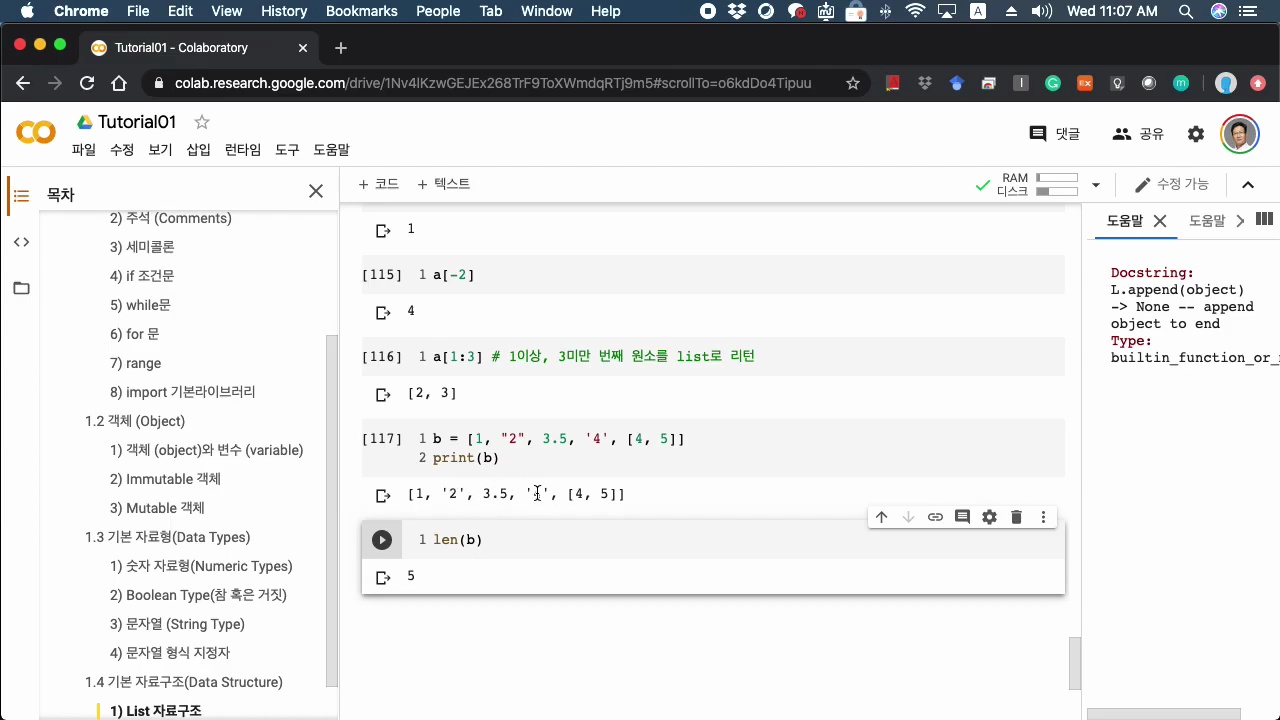 Chrome File Edit View History Bookmarks People Tab Window Help A Wed 11:07 AM
Tutorial01 - Colaboratory
colab.research.google.com/drive/1Nv4lKzwGEJEx268TrF9ToXWmdqRTj9m5#scrollTo=o6kdDo4Tipuu
Tutorial01
댓글 공유
파일 수정 보기 삽입 런타임 도구 도움말
목차
+ 코드 + 텍스트
RAM
디스크
수정 가능
2) 주석 (Comments)
3) 세미콜론
4) if 조건문
5) while문
6) for 문
7) range
8) import 기본라이브러리
1.2 객체 (Object)
1) 객체 (object)와 변수 (variable)
2) Immutable 객체
3) Mutable 객체
1.3 기본 자료형(Data Types)
1) 숫자 자료형(Numeric Types)
2) Boolean Type(참 혹은 거짓)
3) 문자열 (String Type)
4) 문자열 형식 지정자
1.4 기본 자료구조(Data Structure)
1) List 자료구조
1
[115] 1 a[-2]
4
[116] 1 a[1:3] # 1이상, 3미만 번째 원소를 list로 리턴
[2, 3]
[117] 1 b = [1, "2", 3.5, '4', [4, 5]]
2 print(b)
[1, '2', 3.5, ' ', [4, 5]]
1 len(b)
5
도움말 도움말
Docstring:
L.append(object)
-> None -- append
object to end
Type:
builtin_function_or_